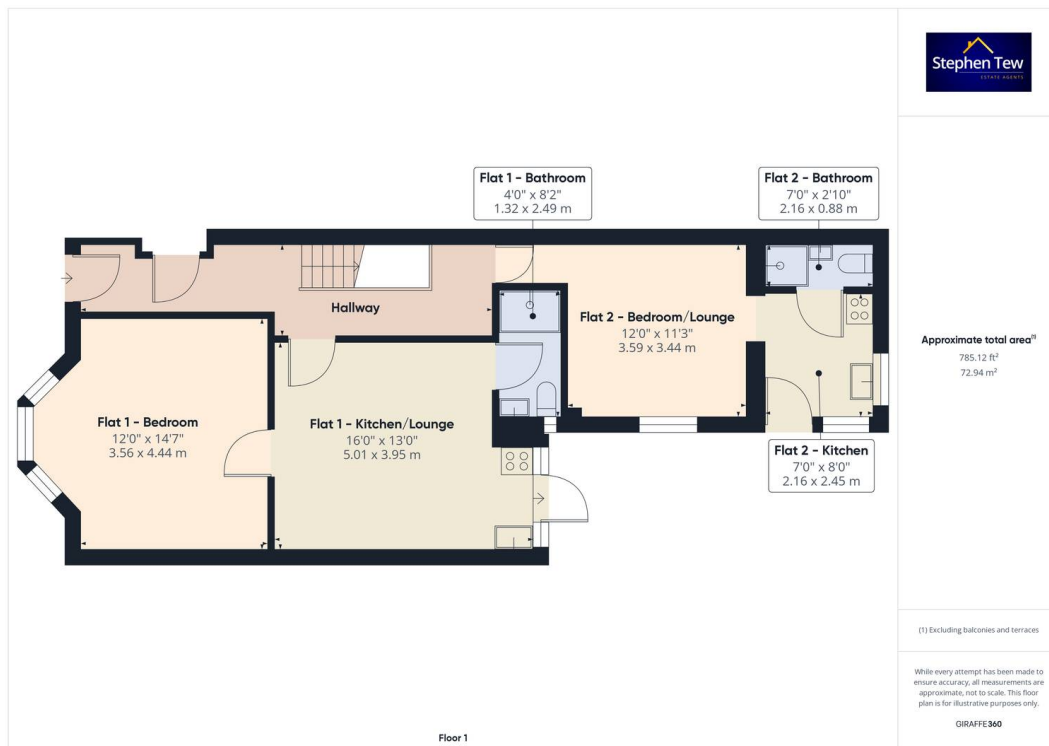 Stephen Tew
ESTATE AGENTS
Flat 1 - Bathroom
4'0" x 8'2"
1.32 x 2.49 m
Flat 2 - Bathroom
7'0" x 2'10"
2.16 x 0.88 m
Hallway
Flat 2 - Bedroom/Lounge
12'0" x 11'3"
3.59 x 3.44 m
Flat 1 - Bedroom
12'0" x 14'7"
3.56 x 4.44 m
Flat 1 - Kitchen/Lounge
16'0" x 13'0"
5.01 x 3.95 m
Flat 2 - Kitchen
7'0" x 8'0"
2.16 x 2.45 m
Approximate total area⁽¹⁾
785.12 ft²
72.94 m²
(1) Excluding balconies and terraces
While every attempt has been made to
ensure accuracy, all measurements are
approximate, not to scale. This floor
plan is for illustrative purposes only.
GIRAFFE360
Floor 1